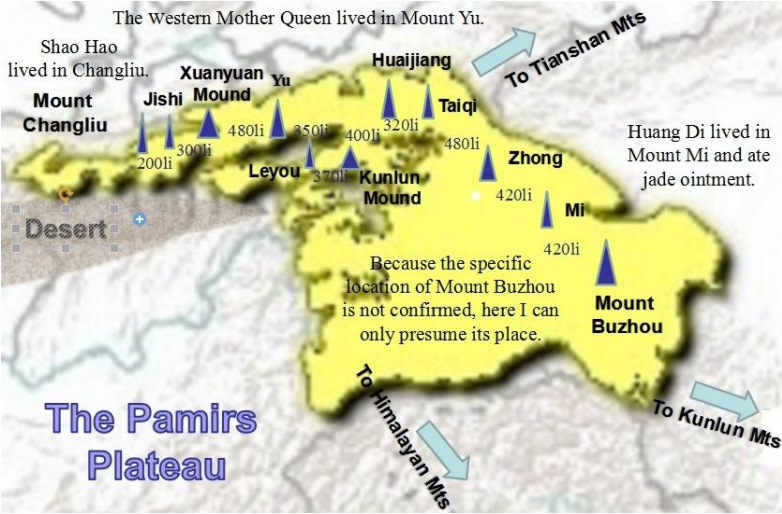 The Western Mother Queen lived in Mount Yu.
Shao Hao
lived in Changliu.
Mount
Changliu
Jishi
Xuanyuan
Mound
Yu
Huaijiang
Taiqi
To Tianshan Mts
200li
300li
480li
350li
400li
320li
480li
Leyou
370li
Kunlun
Mound
Zhong
420li
Mi
420li
Huang Di lived in
Mount Mi and ate
jade ointment.
Desert
Because the specific
location of Mount Buzhou
is not confirmed, here I can
only presume its place.
Mount
Buzhou
The Pamirs
Plateau
To Himalayan Mts
To Kunlun Mts